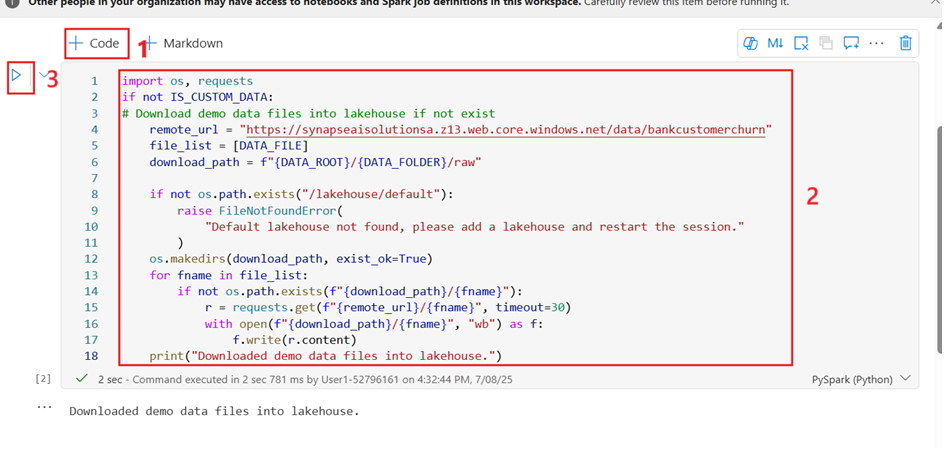 Other people in your organization may have access to notebooks and Spark job definitions in this workspace. Carefully review this item before running it.
Code 1 Markdown
M↓ ...
3
1 import os, requests
2 if not IS_CUSTOM_DATA:
3 # Download demo data files into lakehouse if not exist
4 remote_url = "https://synapseaisolutionsa.z13.web.core.windows.net/data/bankcustomerchurn"
5 file_list = [DATA_FILE]
6 download_path = f"{DATA_ROOT}/{DATA_FOLDER}/raw"
7
8 if not os.path.exists("/lakehouse/default"):
9 raise FileNotFoundError(
10 "Default lakehouse not found, please add a lakehouse and restart the session."
11 )
12 os.makedirs(download_path, exist_ok=True)
13 for fname in file_list:
14 if not os.path.exists(f"{download_path}/{fname}"):
15 r = requests.get(f"{remote_url}/{fname}", timeout=30)
16 with open(f"{download_path}/{fname}", "wb") as f:
17 f.write(r.content)
18 print("Downloaded demo data files into lakehouse.")
2
[2] 2 sec - Command executed in 2 sec 781 ms by User1-52796161 on 4:32:44 PM, 7/08/25 PySpark (Python)
... Downloaded demo data files into lakehouse.